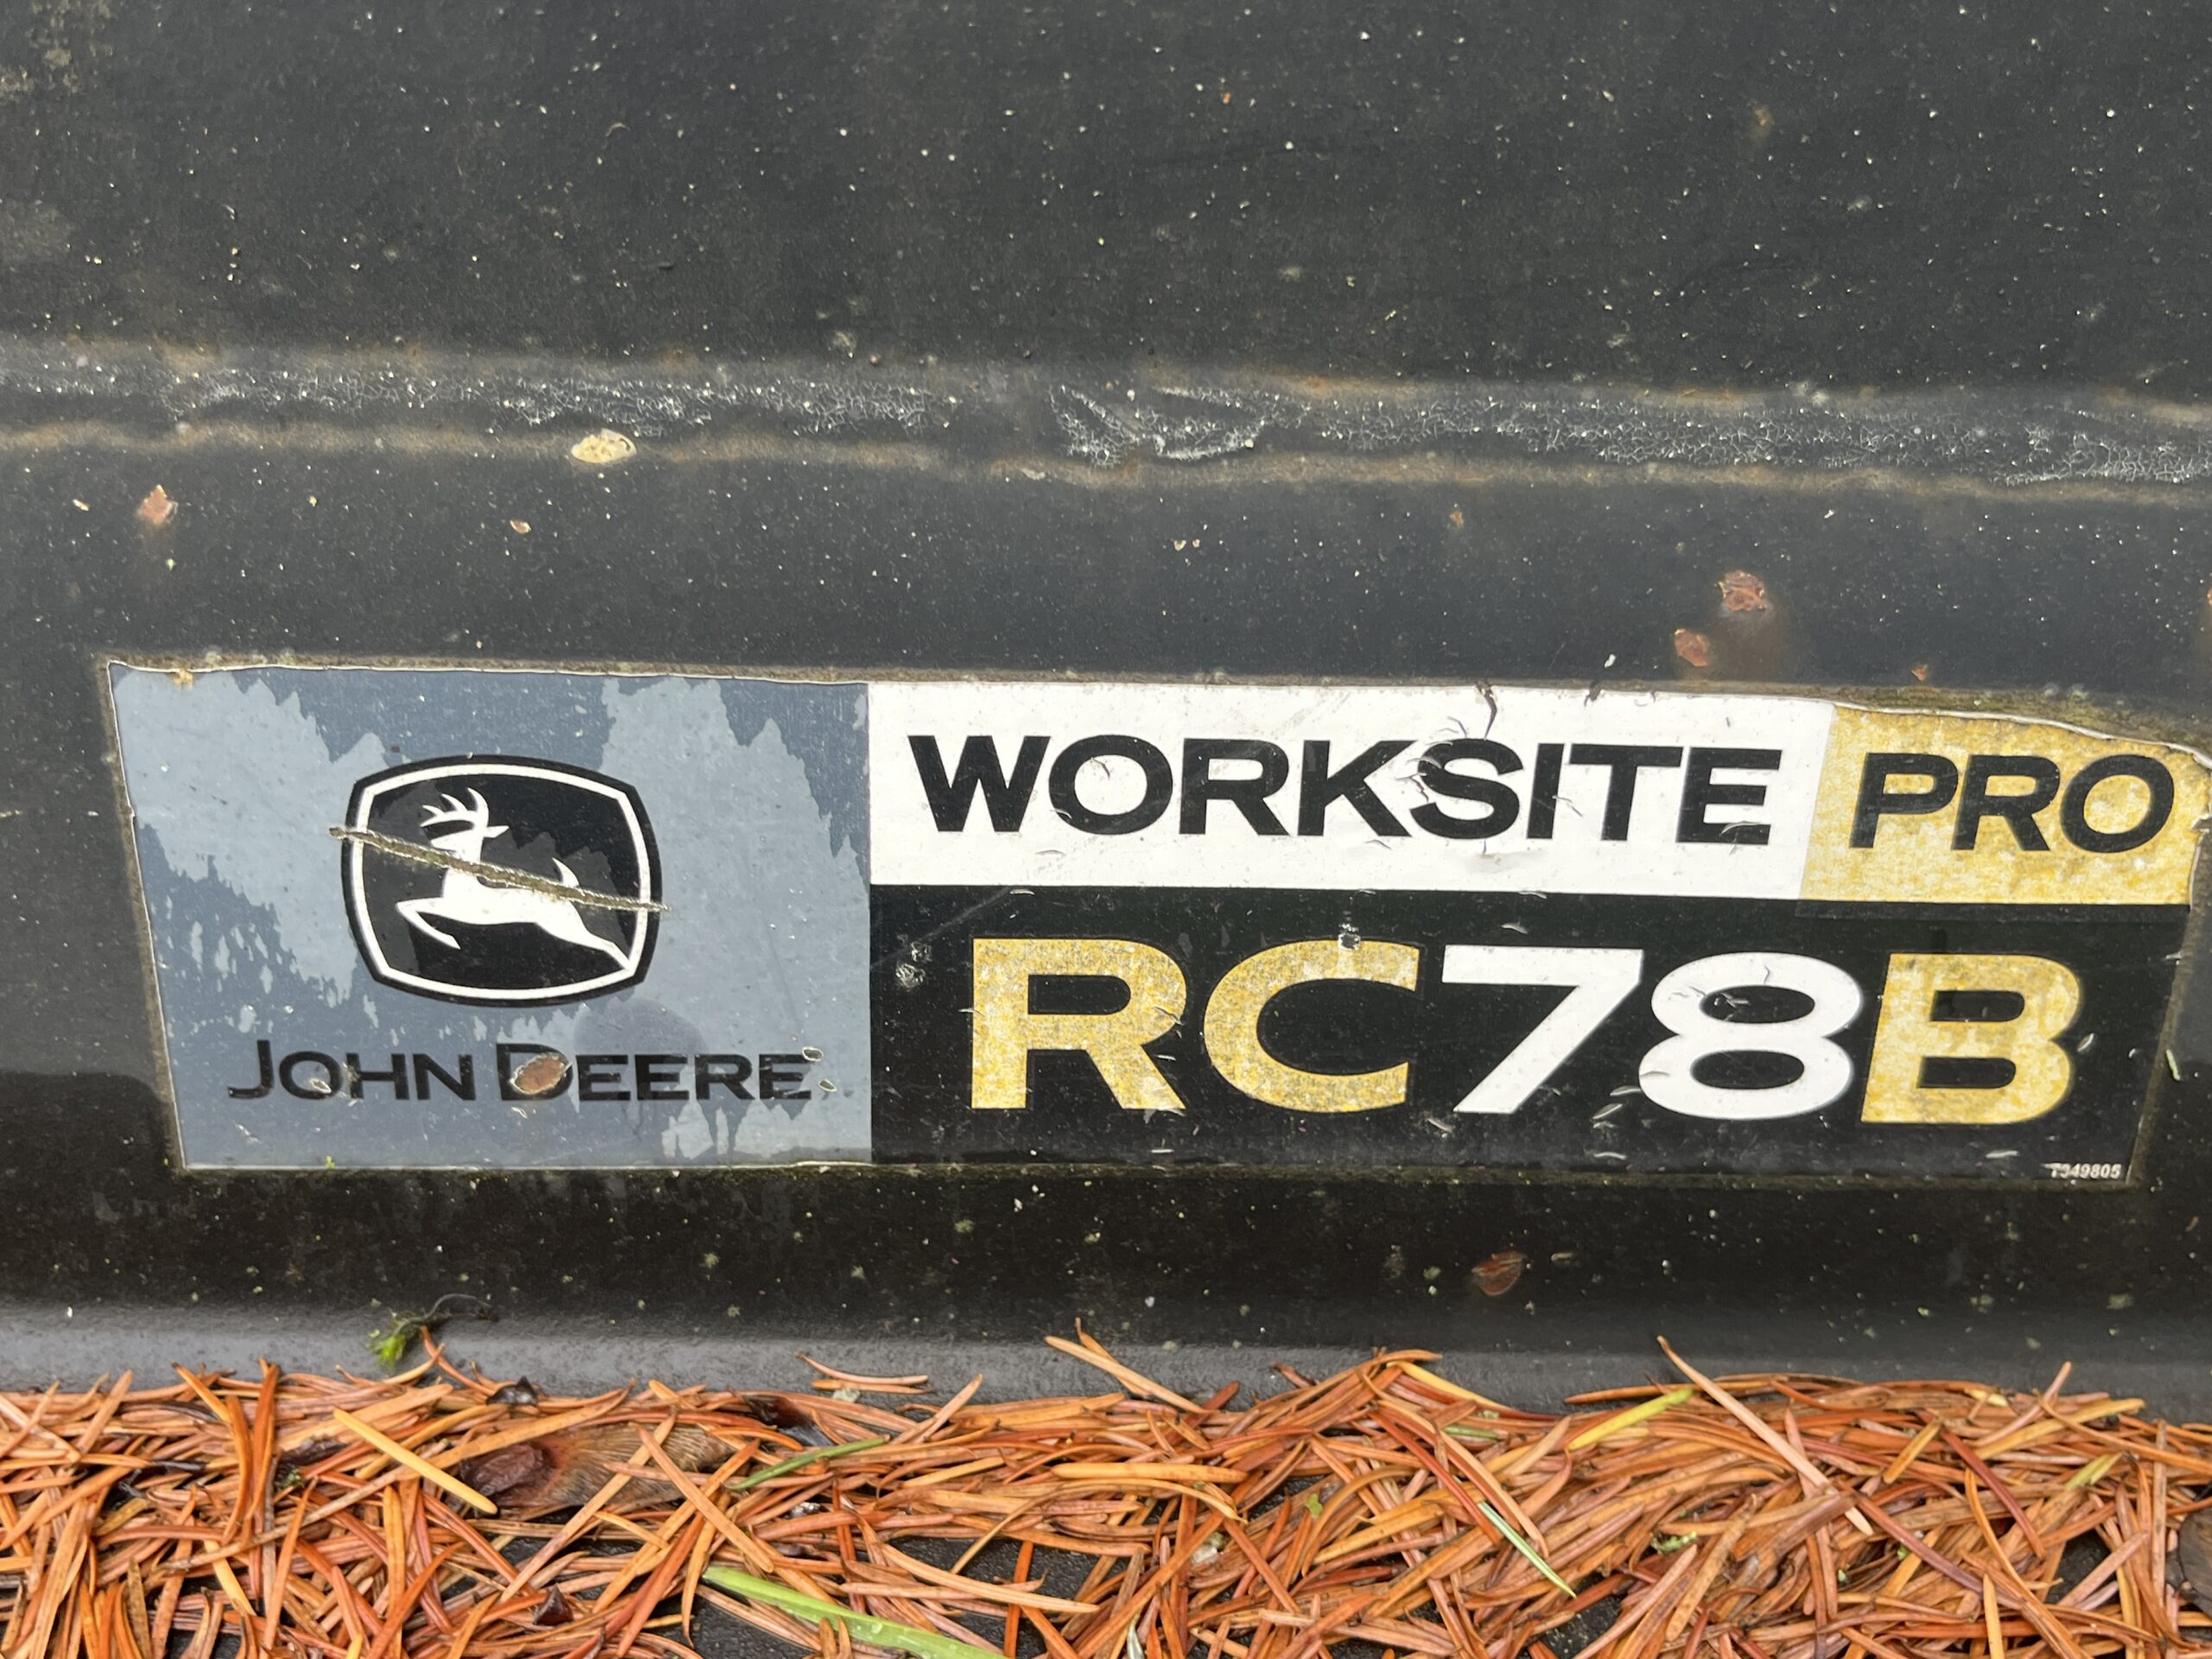 JOHN DEERE
WORKSITE PRO
RC78B
T349805